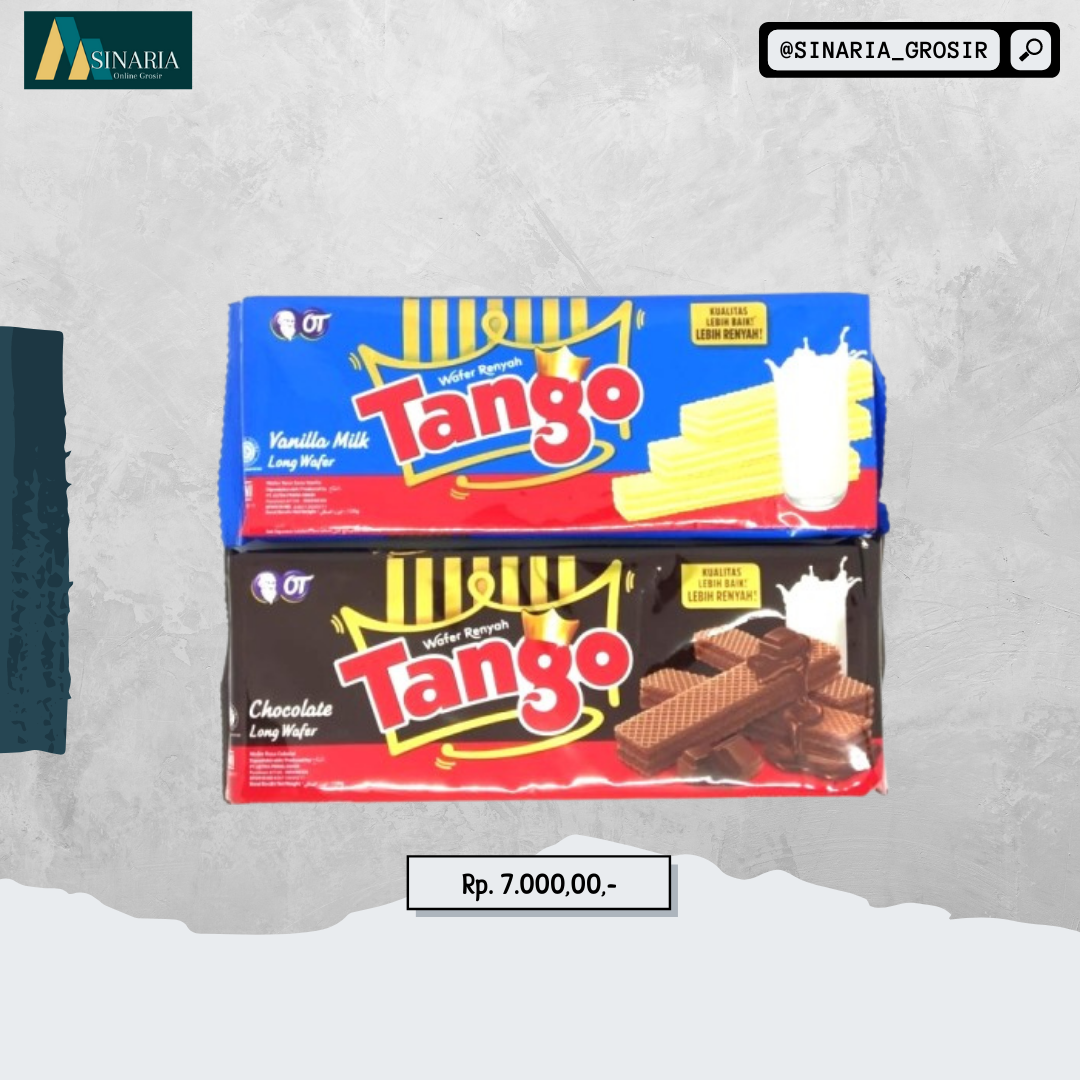 SINARIA
Online Grosir
@SINARIA_GROSIR
OT
KUALITAS
LEBIH BAIK!
LEBIH RENYAH!
Wafer Renyah
Tango
Vanilla Milk
Long Wafer
OT
KUALITAS
LEBIH BAIK!
LEBIH RENYAH!
Wafer Renyah
Tango
Chocolate
Long Wafer
Rp. 7.000,00,-